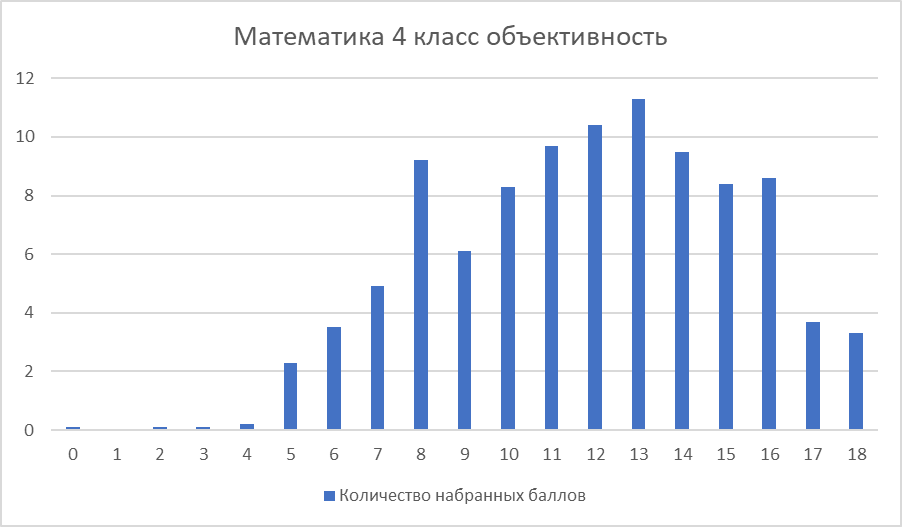 Математика 4 класс объективность
12
10
8
6
4
2
0
0 1 2 3 4 5 6 7 8 9 10 11 12 13 14 15 16 17 18
Количество набранных баллов